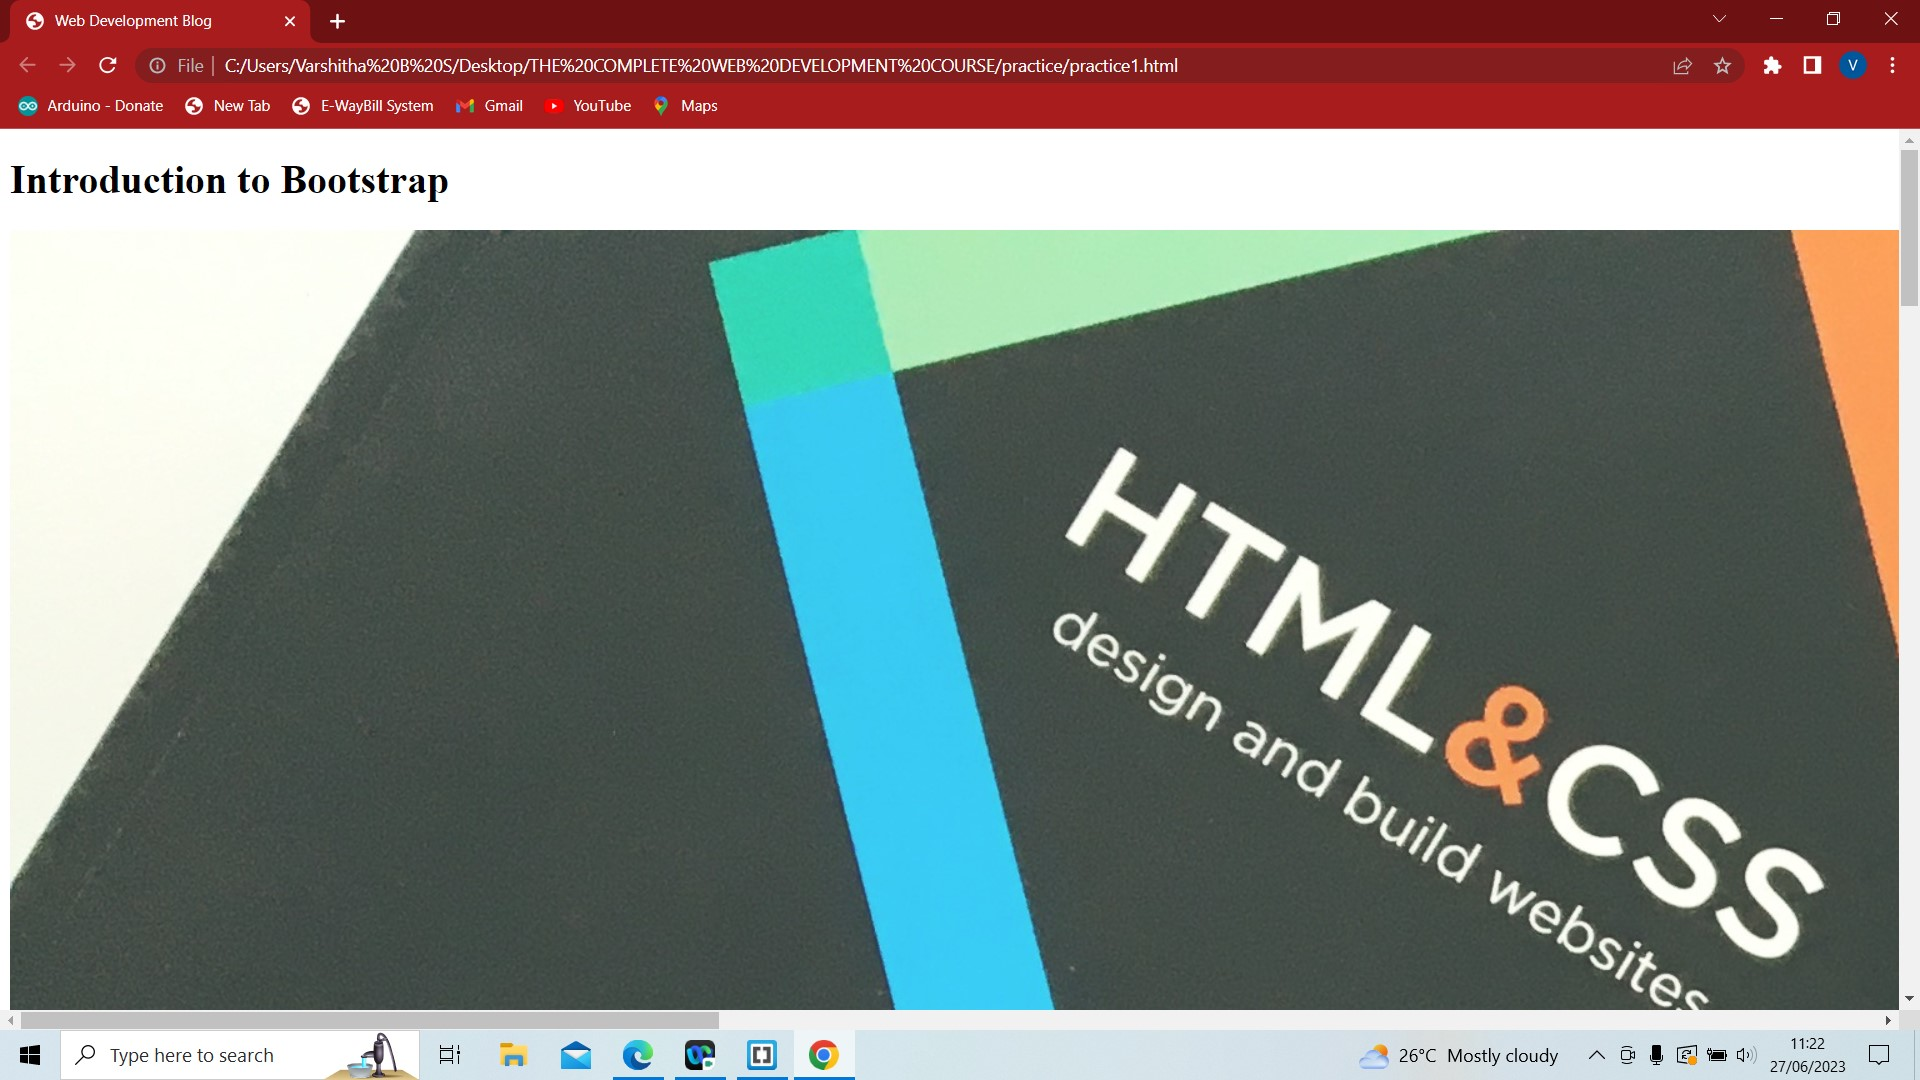 Web Development Blog
File | C:/Users/Varshitha%20B%20S/Desktop/THE%20COMPLETE%20WEB%20DEVELOPMENT%20COURSE/practice/practice1.html
V
Arduino - Donate New Tab E-WayBill System Gmail YouTube Maps
Introduction to Bootstrap
HTML&CSS
design and build websites
Type here to search
26°C Mostly cloudy
11:22
27/06/2023